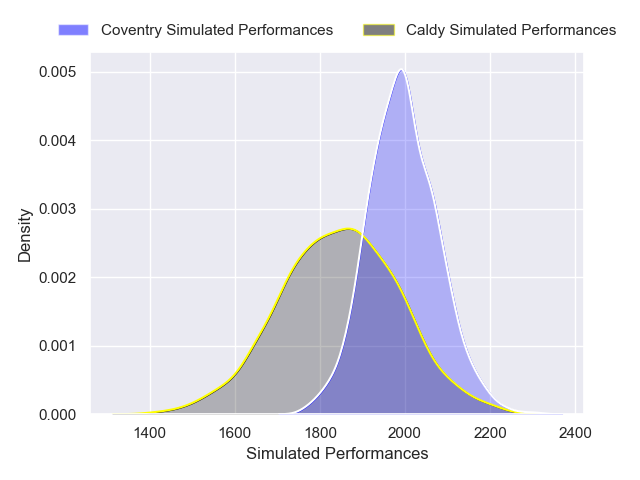 Coventry Simulated Performances Caldy Simulated Performances
0.005
0.004
0.003
0.002
0.001
0.000
Density
1400 1600 1800 2000 2200 2400
Simulated Performances